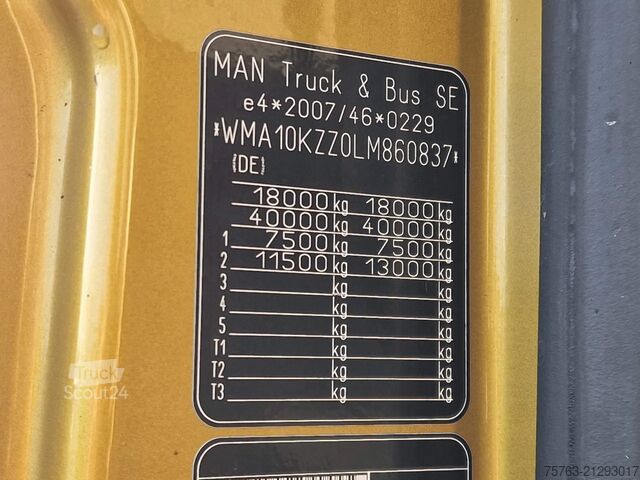 MAN Truck & Bus SE
e4*2007/46*0229
*WMA10KZZ0LM860837*
(DE)
18000 kg 18000 kg
40000 kg 40000 kg
1 7500 kg 7500 kg
2 11500 kg 13000 kg
3 kg kg
4 kg kg
5 kg kg
T1 kg kg
T2 kg kg
T3 kg kg
Truck
Scout24
75763-21293017